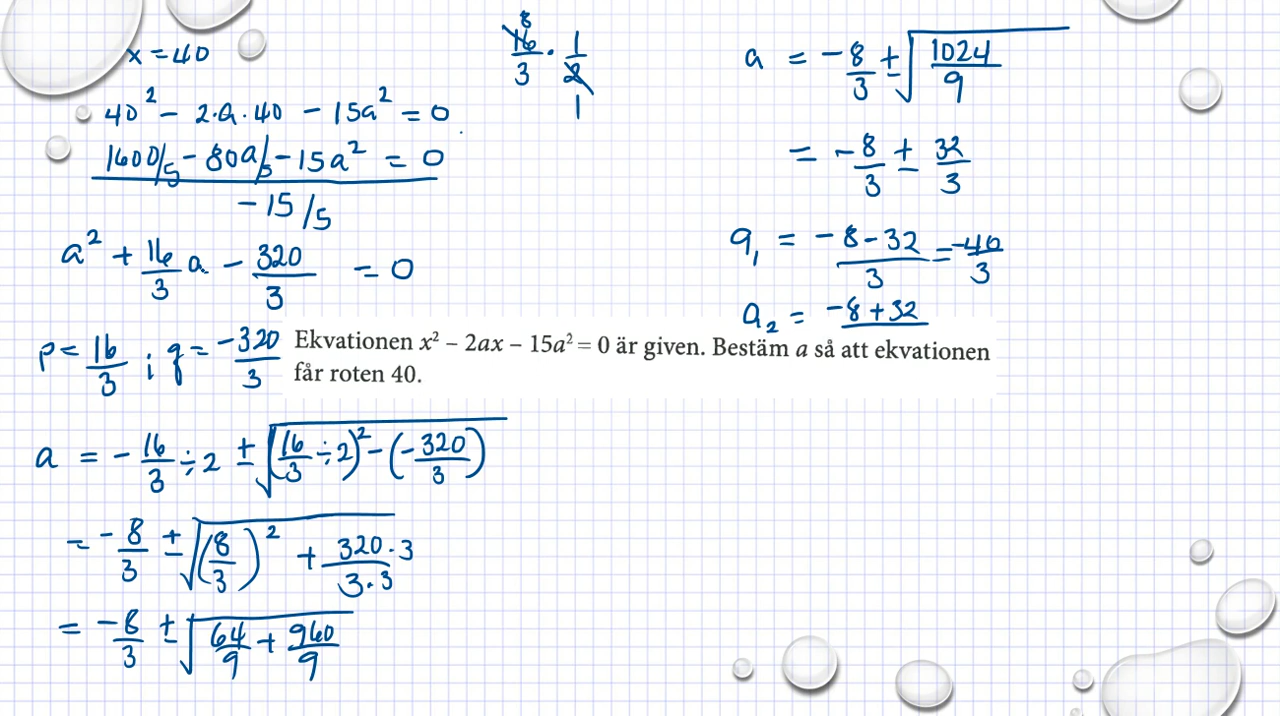 x = 40
40² - 2·a·40 - 15a² = 0
1600/5 - 80a/5 - 15a² = 0
-15/5
a² + 16/3 a - 320/3 = 0
p = 16/3 ; q = -320/3
Ekvationen x² – 2ax – 15a² = 0 är given. Bestäm a så att ekvationen
får roten 40.
a = - 16/3 ÷ 2 ± √((16/3 ÷ 2)² - (-320/3))
= -8/3 ± √((8/3)² + 320·3/3·3)
= -8/3 ± √(64/9 + 960/9)
8
16/3 · 1/2
1
a = -8/3 ± √(1024/9)
= -8/3 ± 32/3
a₁ = -8 - 32/3 = -40/3
a₂ = -8 + 32